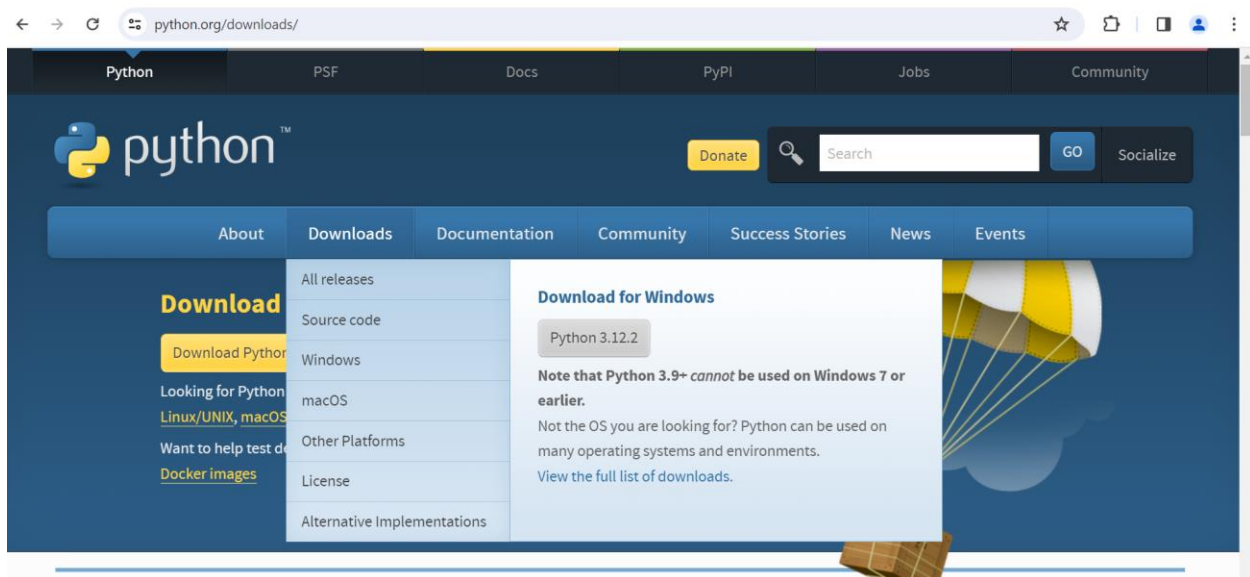 python.org/downloads/
Python PSF Docs PyPI Jobs Community
python™
Donate Search GO Socialize
About Downloads Documentation Community Success Stories News Events
Download
Download Python
Looking for Python
Linux/UNIX, macOS
Want to help test de
Docker images
All releases
Source code
Windows
macOS
Other Platforms
License
Alternative Implementations
Download for Windows
Python 3.12.2
Note that Python 3.9+ cannot be used on Windows 7 or
earlier.
Not the OS you are looking for? Python can be used on
many operating systems and environments.
View the full list of downloads.